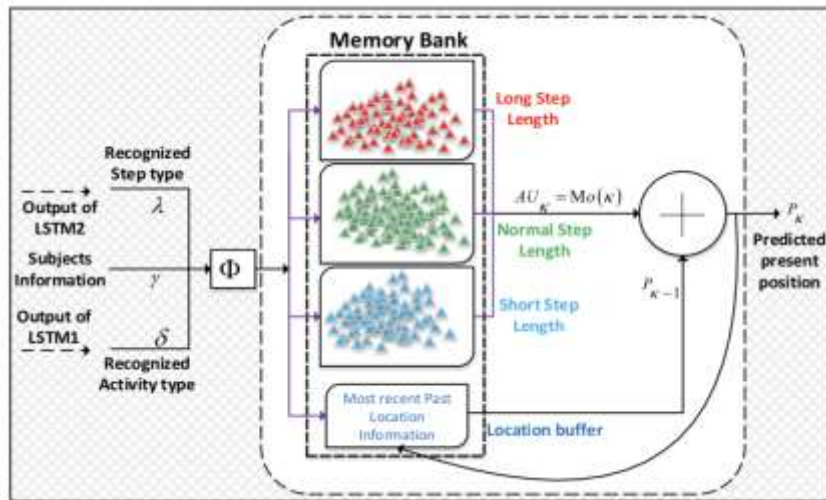 Memory Bank
Long Step
Length
Recognized
Step type
Output of
LSTM2
λ
Subjects
Information
γ
Φ
Output of
LSTM1
δ
Recognized
Activity type
AU_κ = Mo(κ)
Normal Step
Length
P_κ
Predicted
present
position
P_κ−1
Short Step
Length
Most recent Past
Location
Information
Location buffer